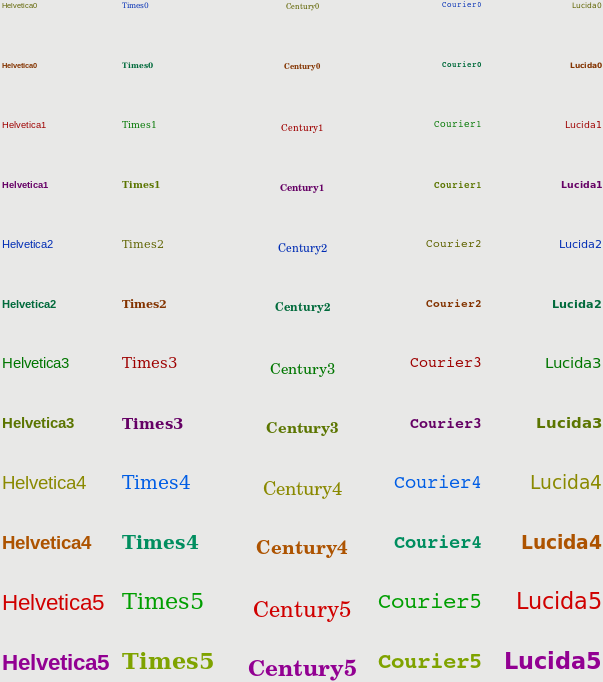 Helvetica0 Times0 Century0 Courier0 Lucida0
Helvetica0 Times0 Century0 Courier0 Lucida0
Helvetica1 Times1 Century1 Courier1 Lucida1
Helvetica1 Times1 Century1 Courier1 Lucida1
Helvetica2 Times2 Century2 Courier2 Lucida2
Helvetica2 Times2 Century2 Courier2 Lucida2
Helvetica3 Times3 Century3 Courier3 Lucida3
Helvetica3 Times3 Century3 Courier3 Lucida3
Helvetica4 Times4 Century4 Courier4 Lucida4
Helvetica4 Times4 Century4 Courier4 Lucida4
Helvetica5 Times5 Century5 Courier5 Lucida5
Helvetica5 Times5 Century5 Courier5 Lucida5